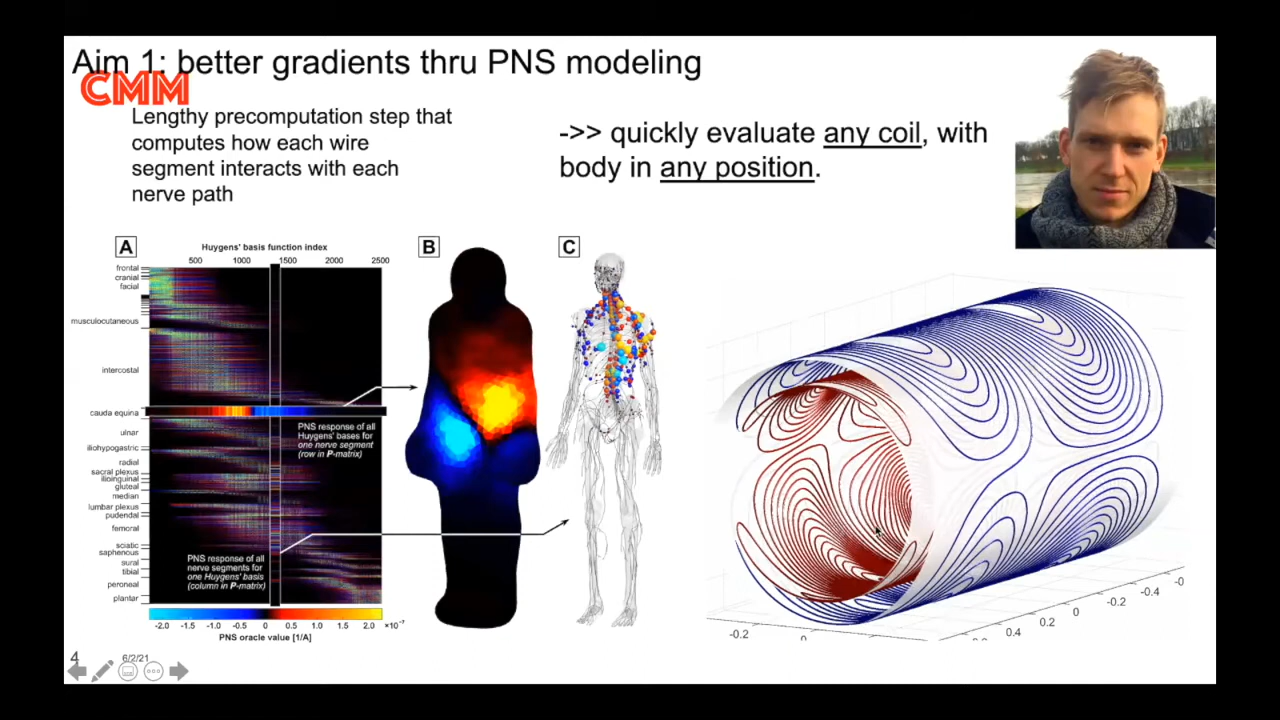 Aim 1: better gradients thru PNS modeling
CMM
Lengthy precomputation step that
computes how each wire
segment interacts with each
nerve path
->> quickly evaluate any coil, with
body in any position.
A
Huygens' basis function index
500 1000 1500 2000 2500
frontal
cranial
facial
musculocutaneous
intercostal
cauda equina
ulnar
iliohypogastric
radial
sacral plexus
ilioinguinal
gluteal
median
lumbar plexus
pudendal
femoral
sciatic
saphenous
sural
tibial
peroneal
plantar
PNS response of all
Huygens' bases for
one nerve segment
(row in P-matrix)
PNS response of all
nerve segments for
one Huygens' basis
(column in P-matrix)
-2.0 -1.5 -1.0 -0.5 0 0.5 1.0 1.5 2.0 ×10⁻⁷
PNS oracle value [1/A]
B
C
-0.2 0
0.4 0.2 0 -0.2 -0.4 -0
4
6/2/21